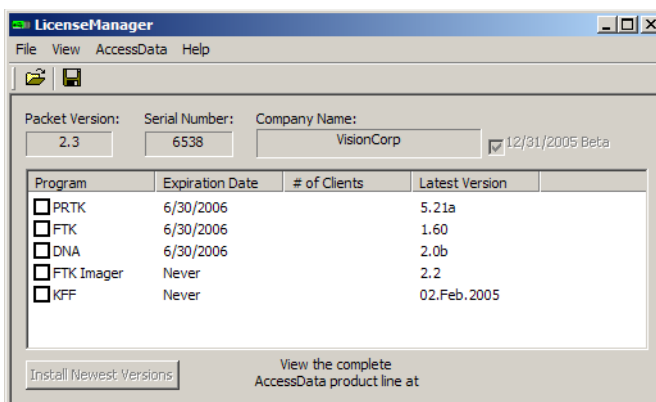 LicenseManager
File View AccessData Help
Packet Version: Serial Number: Company Name:
2.3 6538 VisionCorp 12/31/2005 Beta
Program Expiration Date # of Clients Latest Version
PRTK 6/30/2006 5.21a
FTK 6/30/2006 1.60
DNA 6/30/2006 2.0b
FTK Imager Never 2.2
KFF Never 02.Feb.2005
Install Newest Versions
View the complete
AccessData product line at